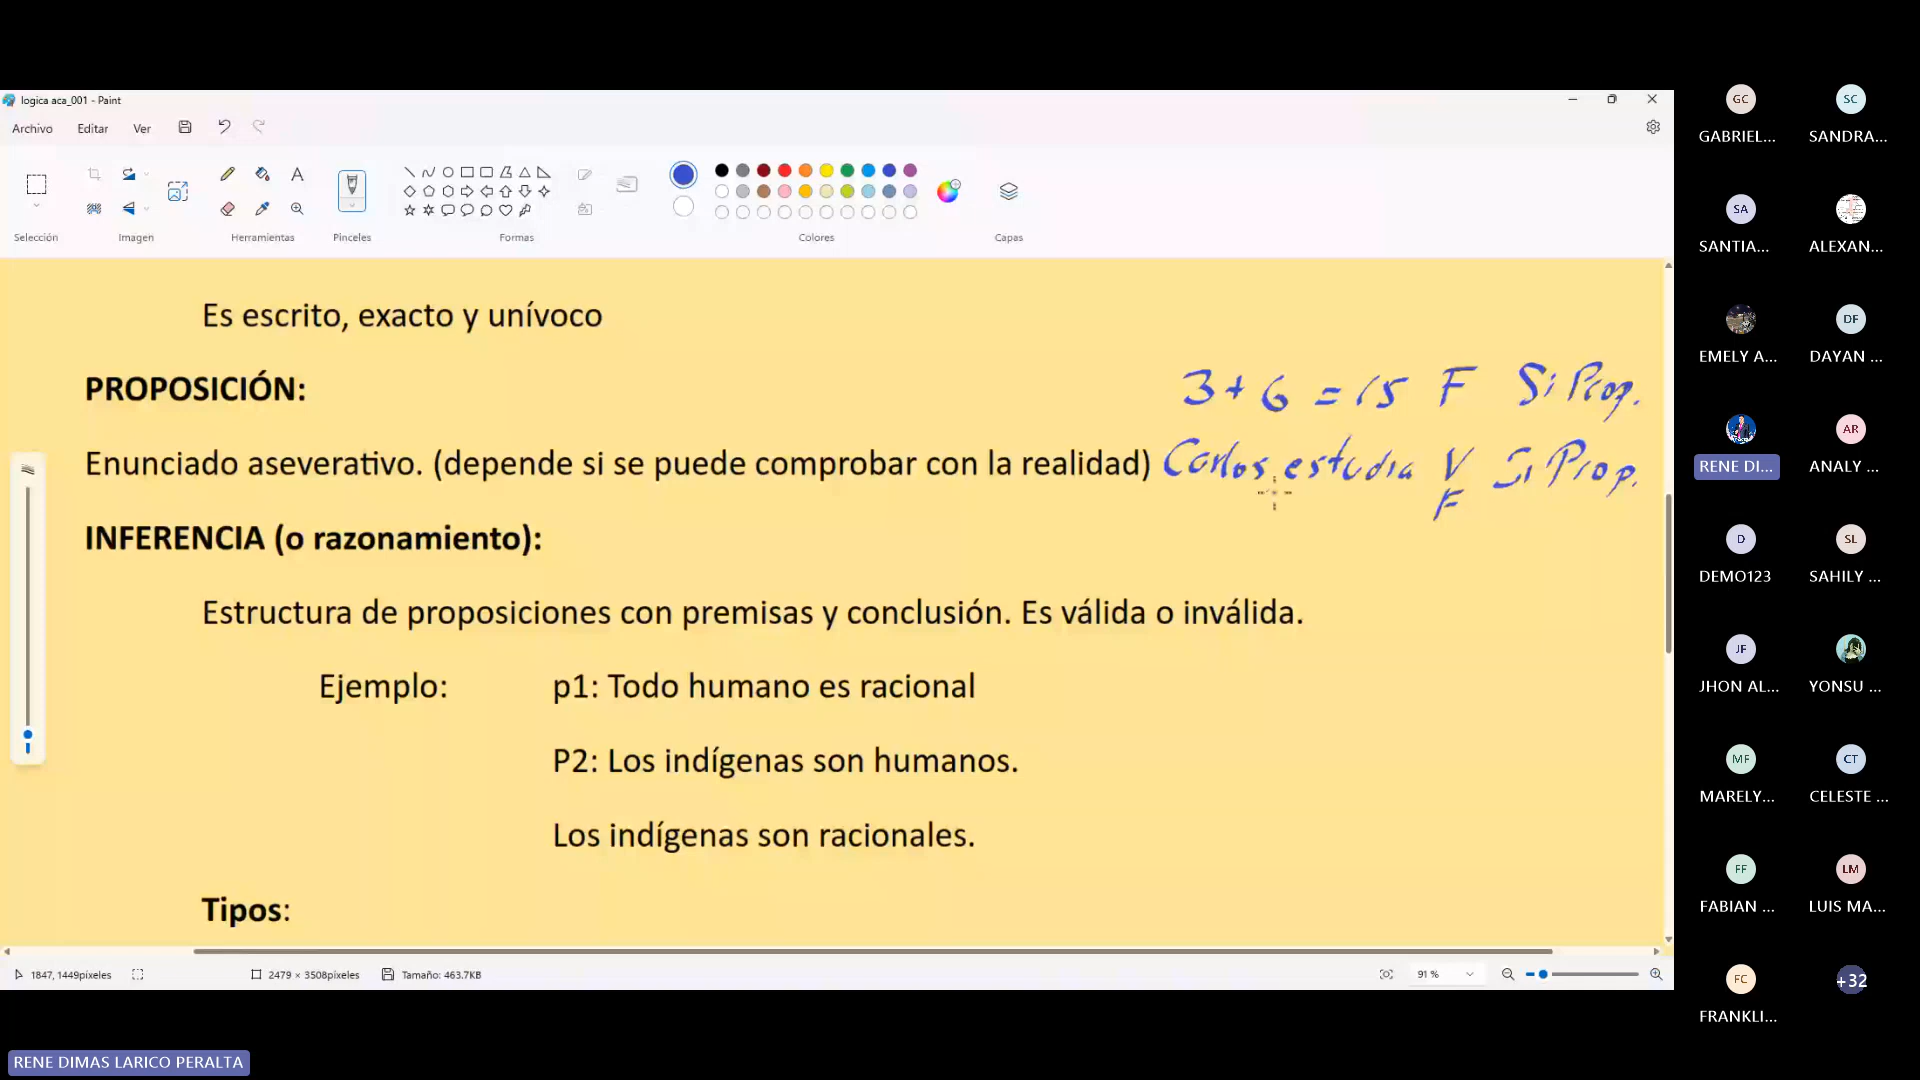 logica aca_001 - Paint
Archivo Editar Ver
Selección Imagen Herramientas Pinceles Formas Colores Capas
Es escrito, exacto y unívoco
PROPOSICIÓN:
3 + 6 = 15 F Si Prop.
Enunciado aseverativo. (depende si se puede comprobar con la realidad) Carlos estudia V Si Prop.
F
INFERENCIA (o razonamiento):
Estructura de proposiciones con premisas y conclusión. Es válida o inválida.
Ejemplo: p1: Todo humano es racional
P2: Los indígenas son humanos.
Los indígenas son racionales.
Tipos:
1847, 1449píxeles 2479 × 3508píxeles Tamaño: 463.7KB 91 %
RENE DIMAS LARICO PERALTA
GC SC
GABRIEL... SANDRA...
SA
SANTIA... ALEXAN...
DF
EMELY A... DAYAN ...
AR
RENE DI... ANALY ...
D SL
DEMO123 SAHILY ...
JF
JHON AL... YONSU ...
MF CT
MARELY... CELESTE ...
FF LM
FABIAN ... LUIS MA...
FC +32
FRANKLI...